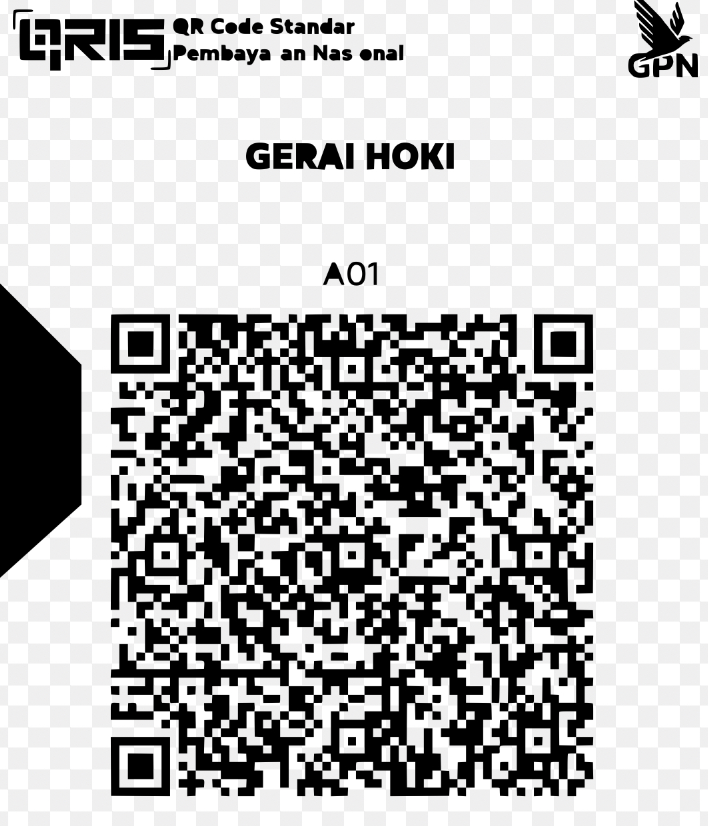 QRIS
QR Code Standar
Pembaya an Nas onal
GPN
GERAI HOKI
A01